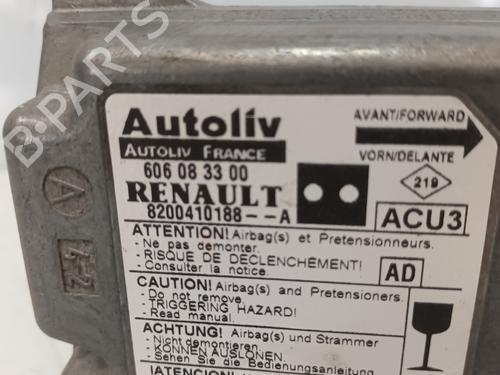 B-PARTS
Autoliv
AUTOLIV FRANCE
606 08 33 00
RENAULT
8200410188--A
AVANT/FORWARD
VORN/DELANTE
219
ACU3
ATTENTION! Airbag(s) et Pretensionneurs.
- Ne pas demonter.
- RISQUE DE DECLENCHEMENT!
- Consulter la notice.
AD
CAUTION! Airbag(s) and Pretensioners.
- Do not remove.
- TRIGGERING HAZARD!
- Read manual.
ACHTUNG! Airbag(s) und Strammer
- Nicht demontieren.
- KONNEN AUSLOSEN.
- Sehen Sie die Bedienungsanleitung
¡ATENCION!